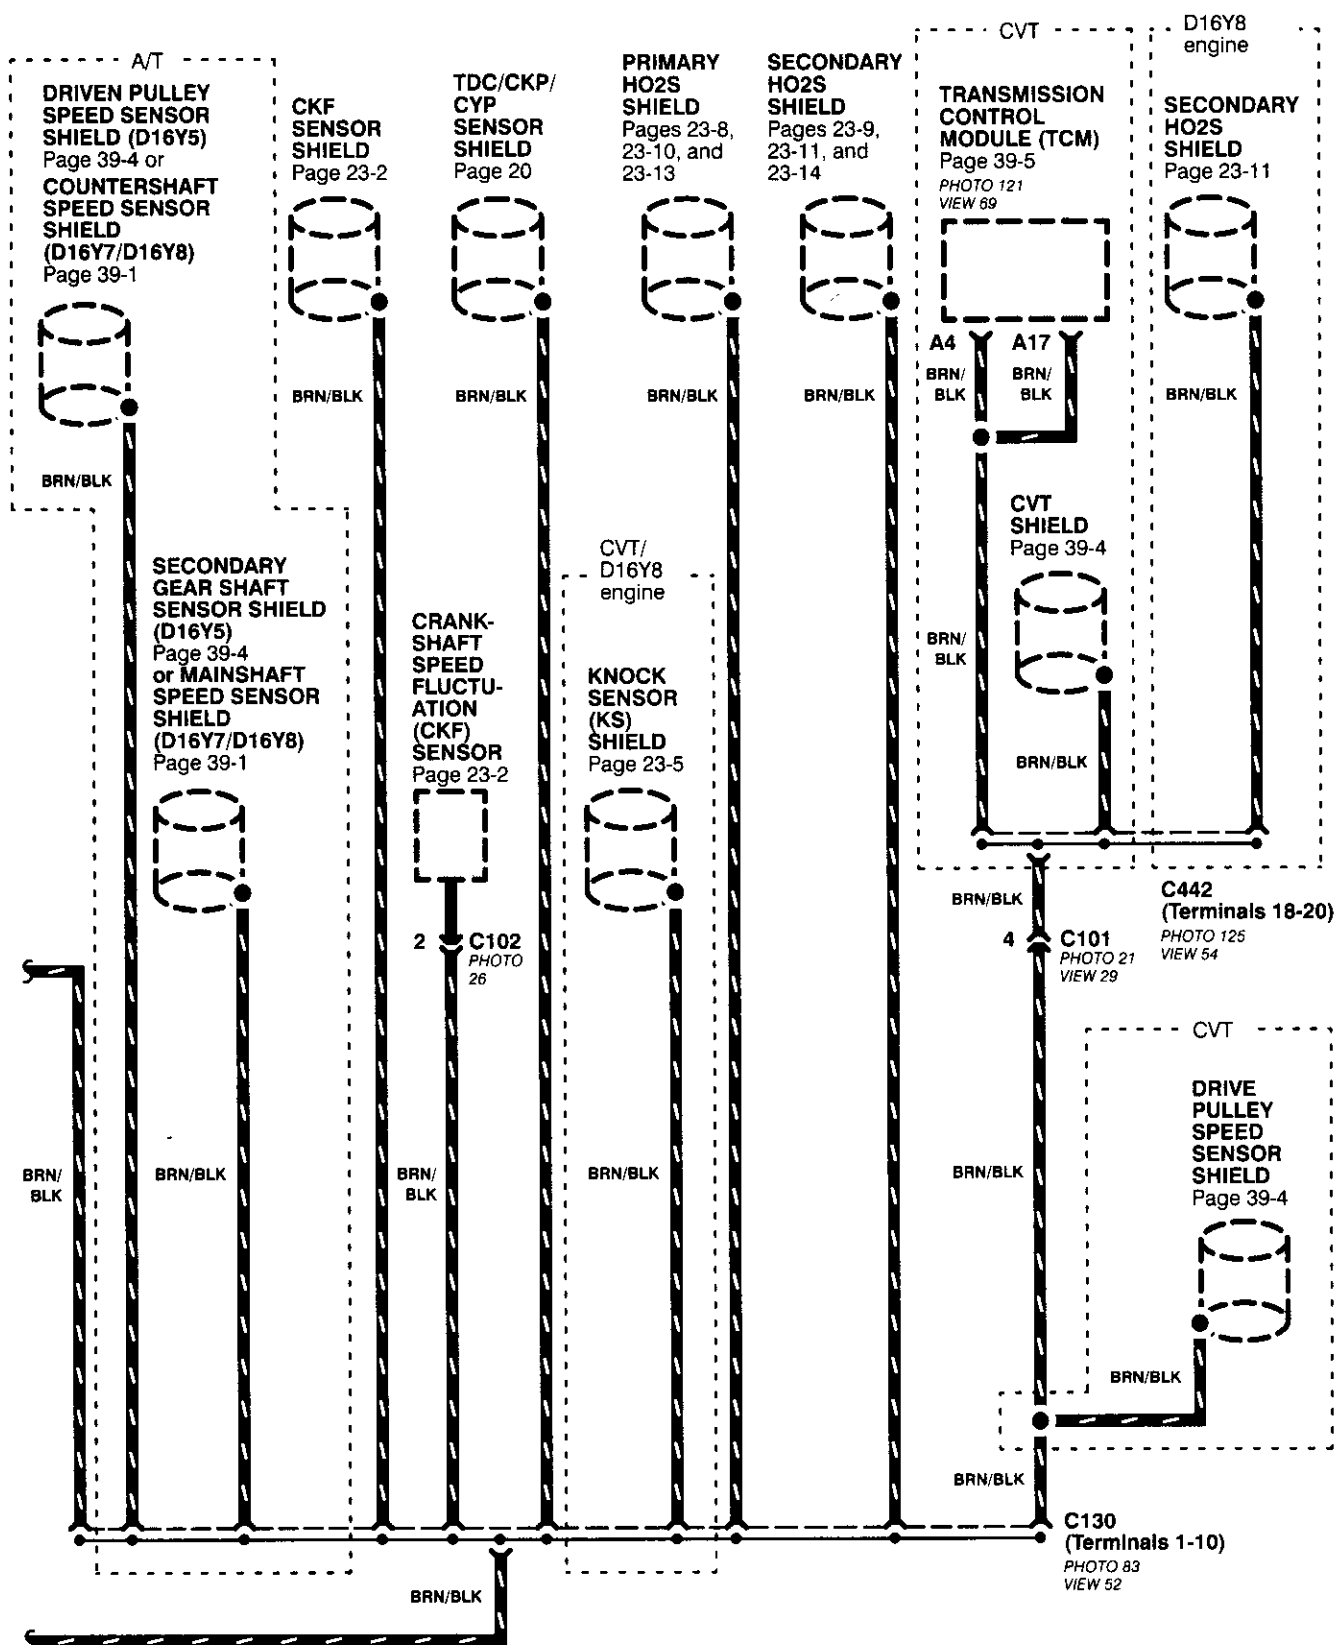 A/T
DRIVEN PULLEY
SPEED SENSOR
SHIELD (D16Y5)
Page 39-4 or
COUNTERSHAFT
SPEED SENSOR
SHIELD
(D16Y7/D16Y8)
Page 39-1
BRN/BLK
SECONDARY
GEAR SHAFT
SENSOR SHIELD
(D16Y5)
Page 39-4
or MAINSHAFT
SPEED SENSOR
SHIELD
(D16Y7/D16Y8)
Page 39-1
BRN/
BLK
BRN/BLK
CKF
SENSOR
SHIELD
Page 23-2
BRN/BLK
TDC/CKP/
CYP
SENSOR
SHIELD
Page 20
BRN/BLK
CRANK-
SHAFT
SPEED
FLUCTU-
ATION
(CKF)
SENSOR
Page 23-2
2
C102
PHOTO
26
BRN/
BLK
CVT/
D16Y8
engine
KNOCK
SENSOR
(KS)
SHIELD
Page 23-5
BRN/BLK
PRIMARY
HO2S
SHIELD
Pages 23-8,
23-10, and
23-13
BRN/BLK
SECONDARY
HO2S
SHIELD
Pages 23-9,
23-11, and
23-14
BRN/BLK
CVT
TRANSMISSION
CONTROL
MODULE (TCM)
Page 39-5
PHOTO 121
VIEW 69
A4
A17
BRN/
BLK
BRN/
BLK
CVT
SHIELD
Page 39-4
BRN/
BLK
BRN/BLK
D16Y8
engine
SECONDARY
HO2S
SHIELD
Page 23-11
BRN/BLK
C442
(Terminals 18-20)
PHOTO 125
VIEW 54
BRN/BLK
4
C101
PHOTO 21
VIEW 29
CVT
DRIVE
PULLEY
SPEED
SENSOR
SHIELD
Page 39-4
BRN/BLK
BRN/BLK
BRN/BLK
C130
(Terminals 1-10)
PHOTO 83
VIEW 52
BRN/BLK